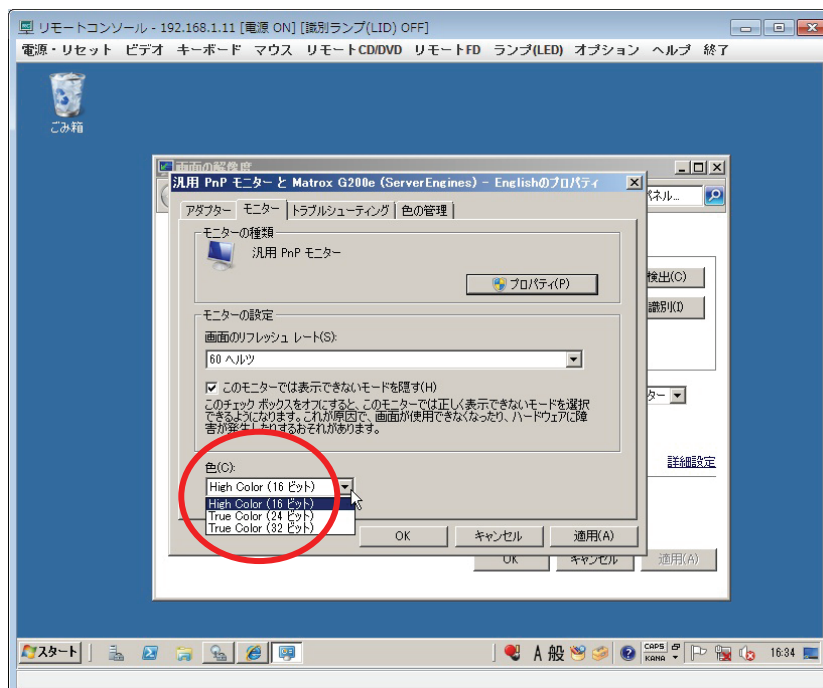 リモートコンソール - 192.168.1.11 [電源 ON] [識別ランプ(LID) OFF]
電源・リセット ビデオ キーボード マウス リモートCD/DVD リモートFD ランプ(LED) オプション ヘルプ 終了
ごみ箱
画面の解像度
汎用 PnP モニターと Matrox G200e (ServerEngines) - Englishのプロパティ
パネル...
アダプター モニター トラブルシューティング 色の管理
モニターの種類
汎用 PnP モニター
プロパティ(P)
検出(C)
識別(I)
モニターの設定
画面のリフレッシュ レート(S):
60 ヘルツ
このモニターでは表示できないモードを隠す(H)
このチェック ボックスをオフにすると、このモニターでは正しく表示できないモードを選択
できるようになります。これが原因で、画面が使用できなくなったり、ハードウェアに障
害が発生したりするおそれがあります。
ター
詳細設定
色(C):
High Color (16 ビット)
High Color (16 ビット)
True Color (24 ビット)
True Color (32 ビット)
OK キャンセル 適用(A)
OK キャンセル 適用(A)
スタート
A 般
CAPS
KANA
16:34